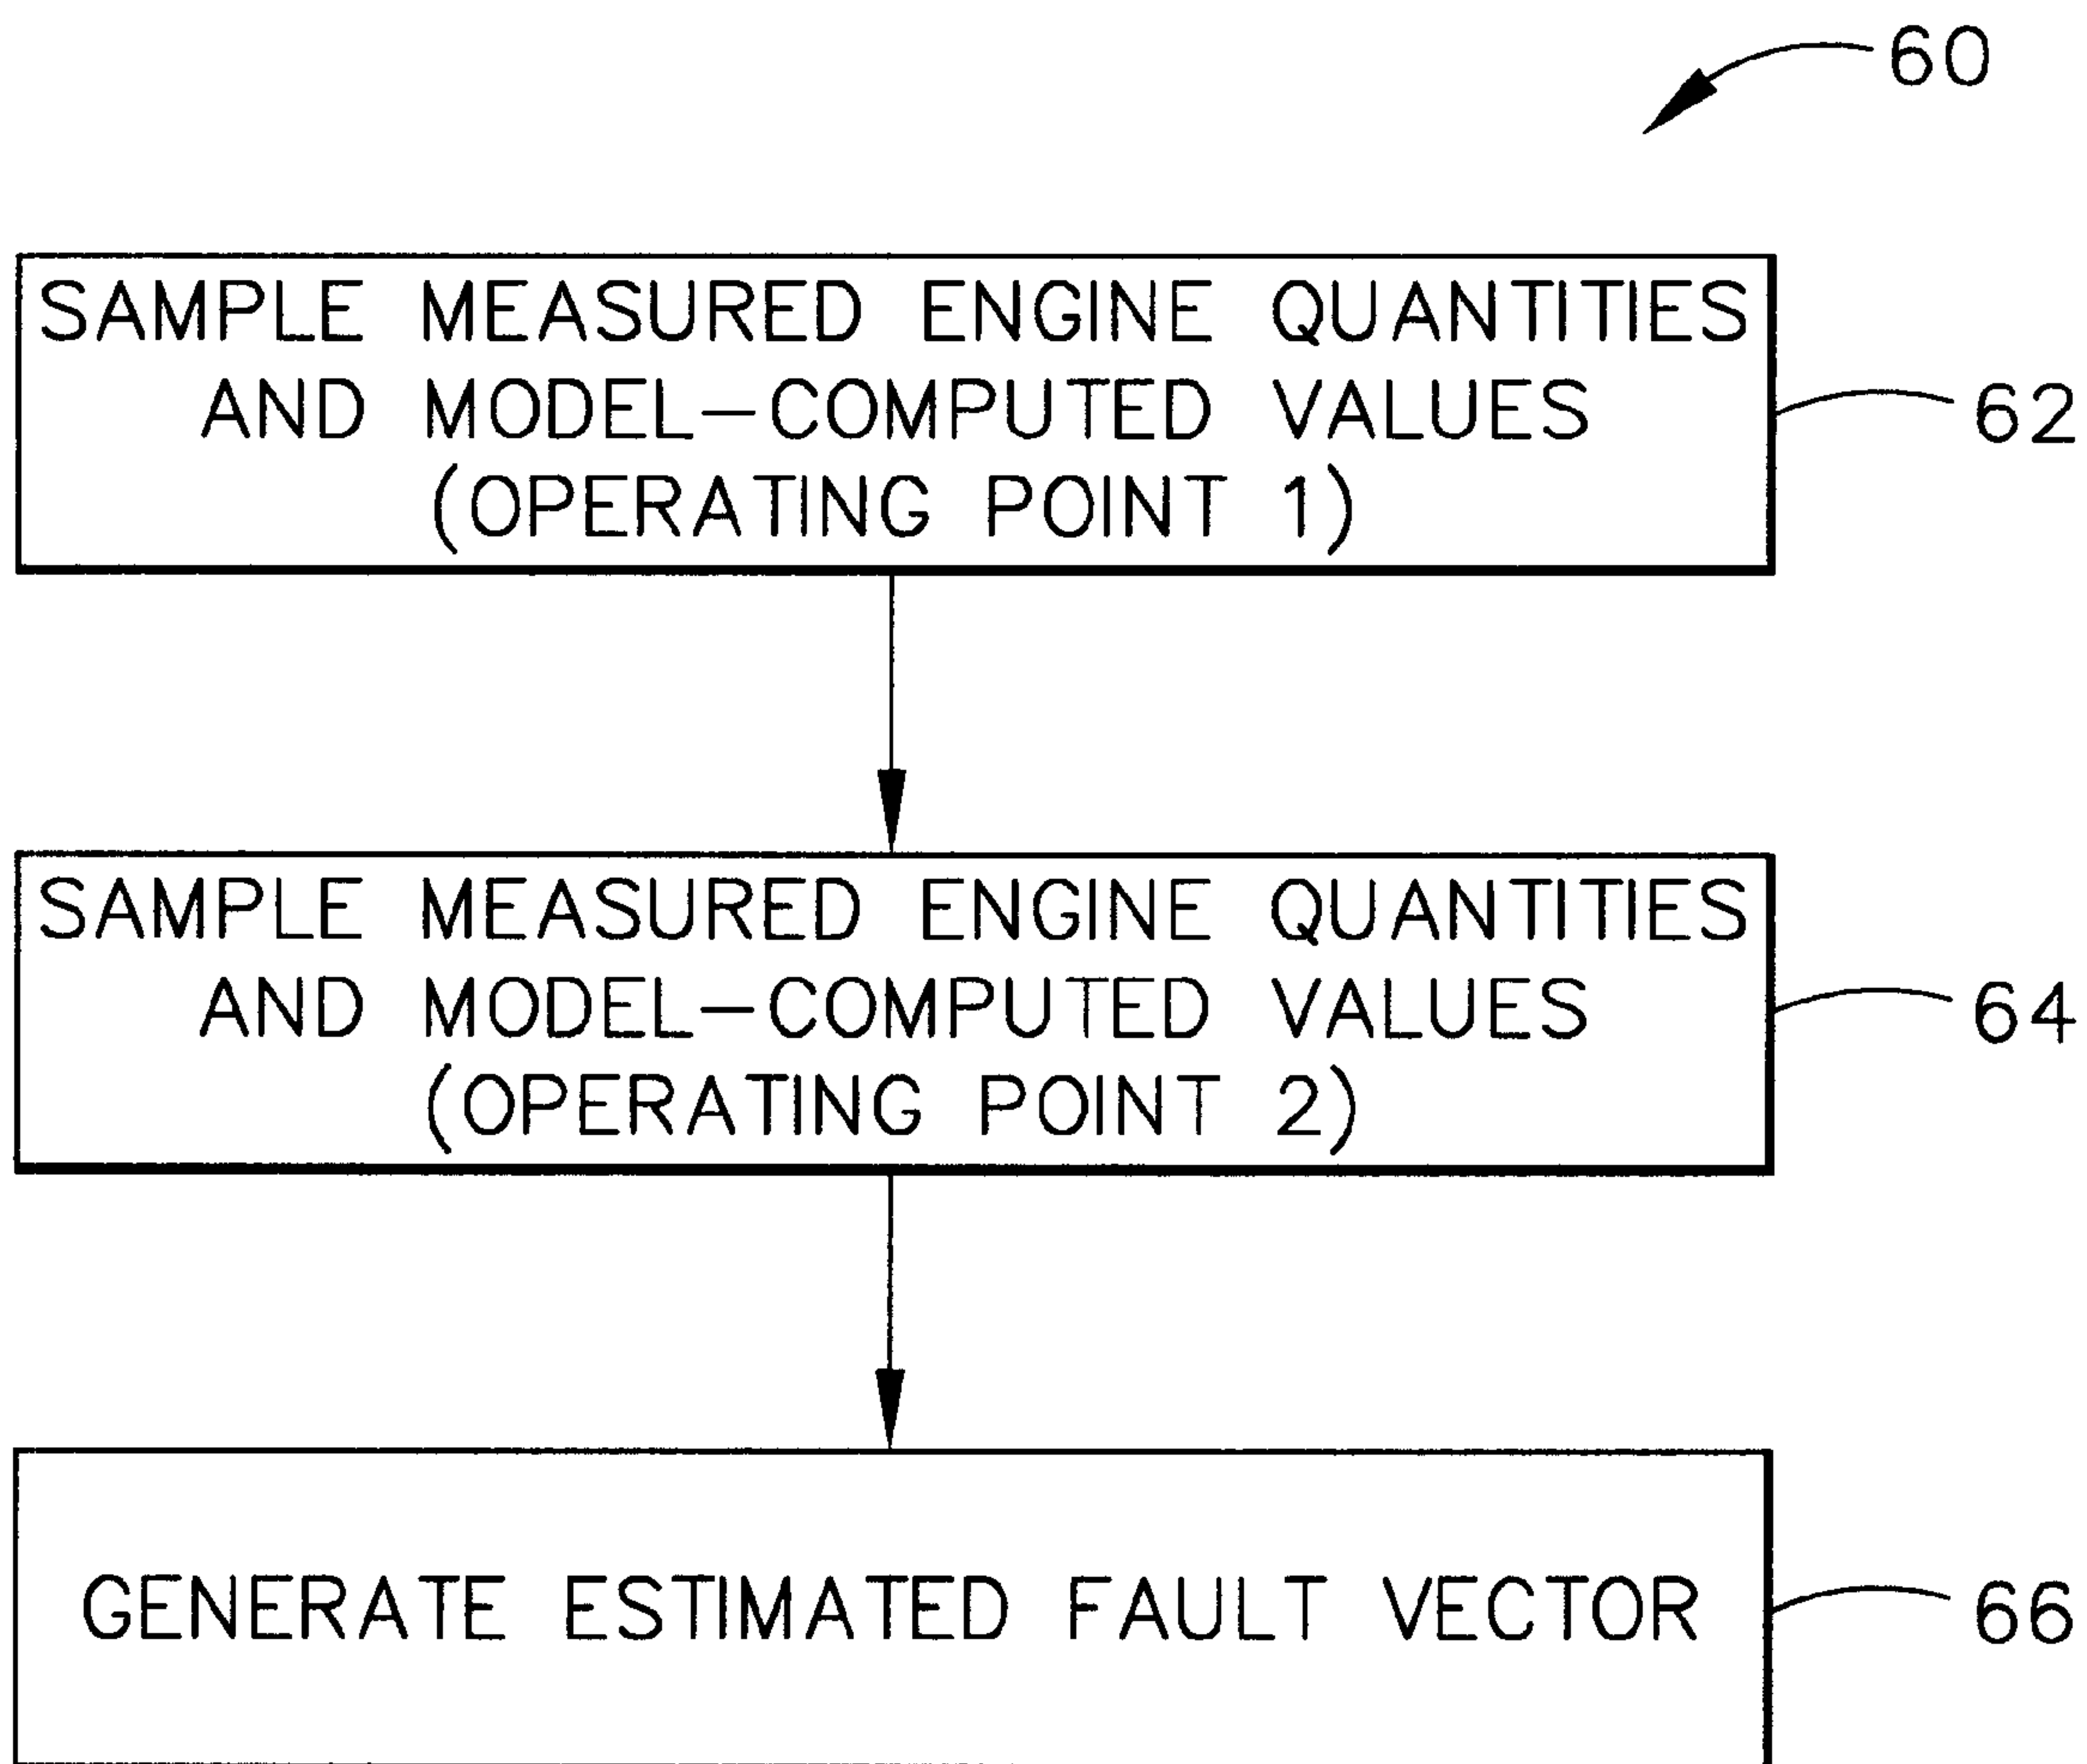 60
SAMPLE MEASURED ENGINE QUANTITIES
AND MODEL–COMPUTED VALUES
(OPERATING POINT 1)
62
SAMPLE MEASURED ENGINE QUANTITIES
AND MODEL–COMPUTED VALUES
(OPERATING POINT 2)
64
GENERATE ESTIMATED FAULT VECTOR
66